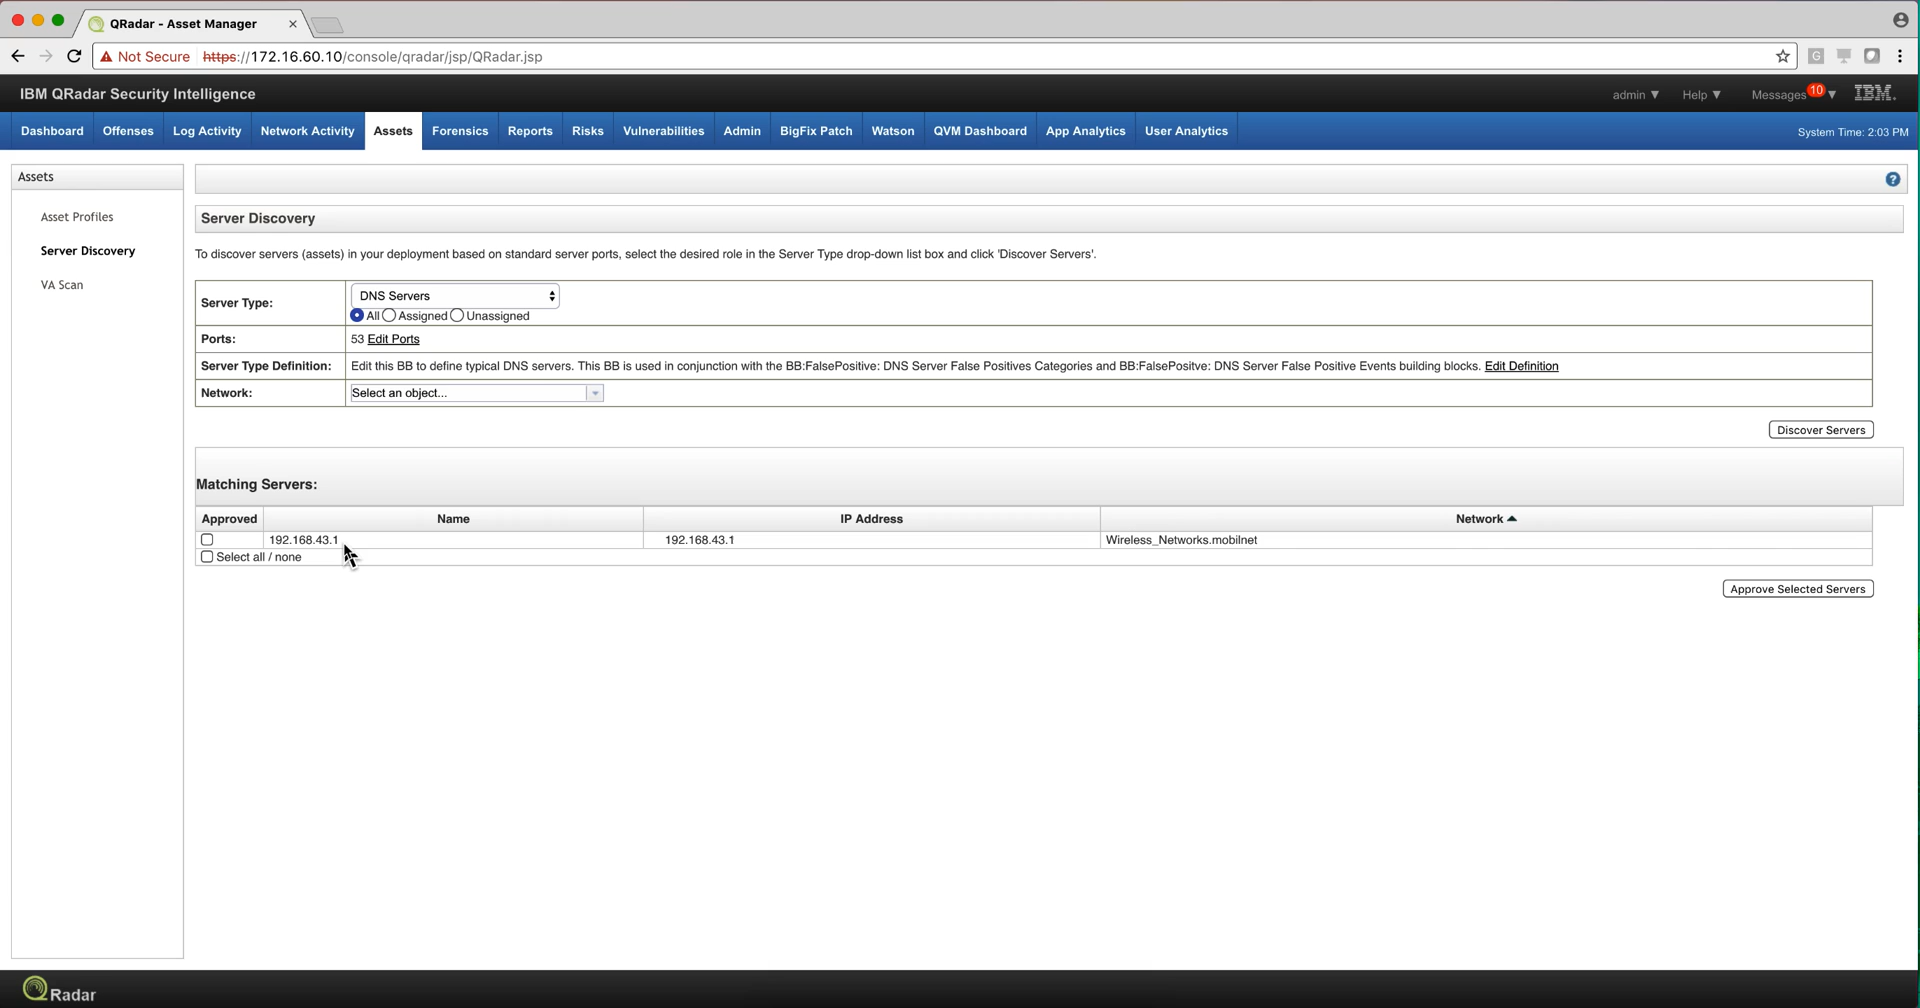 QRadar - Asset Manager
Not Secure https://172.16.60.10/console/qradar/jsp/QRadar.jsp
IBM QRadar Security Intelligence
admin ▼ Help ▼ Messages 10 ▼ IBM.
Dashboard Offenses Log Activity Network Activity Assets Forensics Reports Risks Vulnerabilities Admin BigFix Patch Watson QVM Dashboard App Analytics User Analytics System Time: 2:03 PM
Assets
Asset Profiles
Server Discovery
VA Scan
?
Server Discovery
To discover servers (assets) in your deployment based on standard server ports, select the desired role in the Server Type drop-down list box and click 'Discover Servers'.
Server Type: DNS Servers
All Assigned Unassigned
Ports: 53 Edit Ports
Server Type Definition: Edit this BB to define typical DNS servers. This BB is used in conjunction with the BB:FalsePositive: DNS Server False Positives Categories and BB:FalsePositve: DNS Server False Positive Events building blocks. Edit Definition
Network: Select an object...
Discover Servers
Matching Servers:
Approved Name IP Address Network
192.168.43.1 192.168.43.1 Wireless_Networks.mobilnet
Select all / none
Approve Selected Servers
QRadar